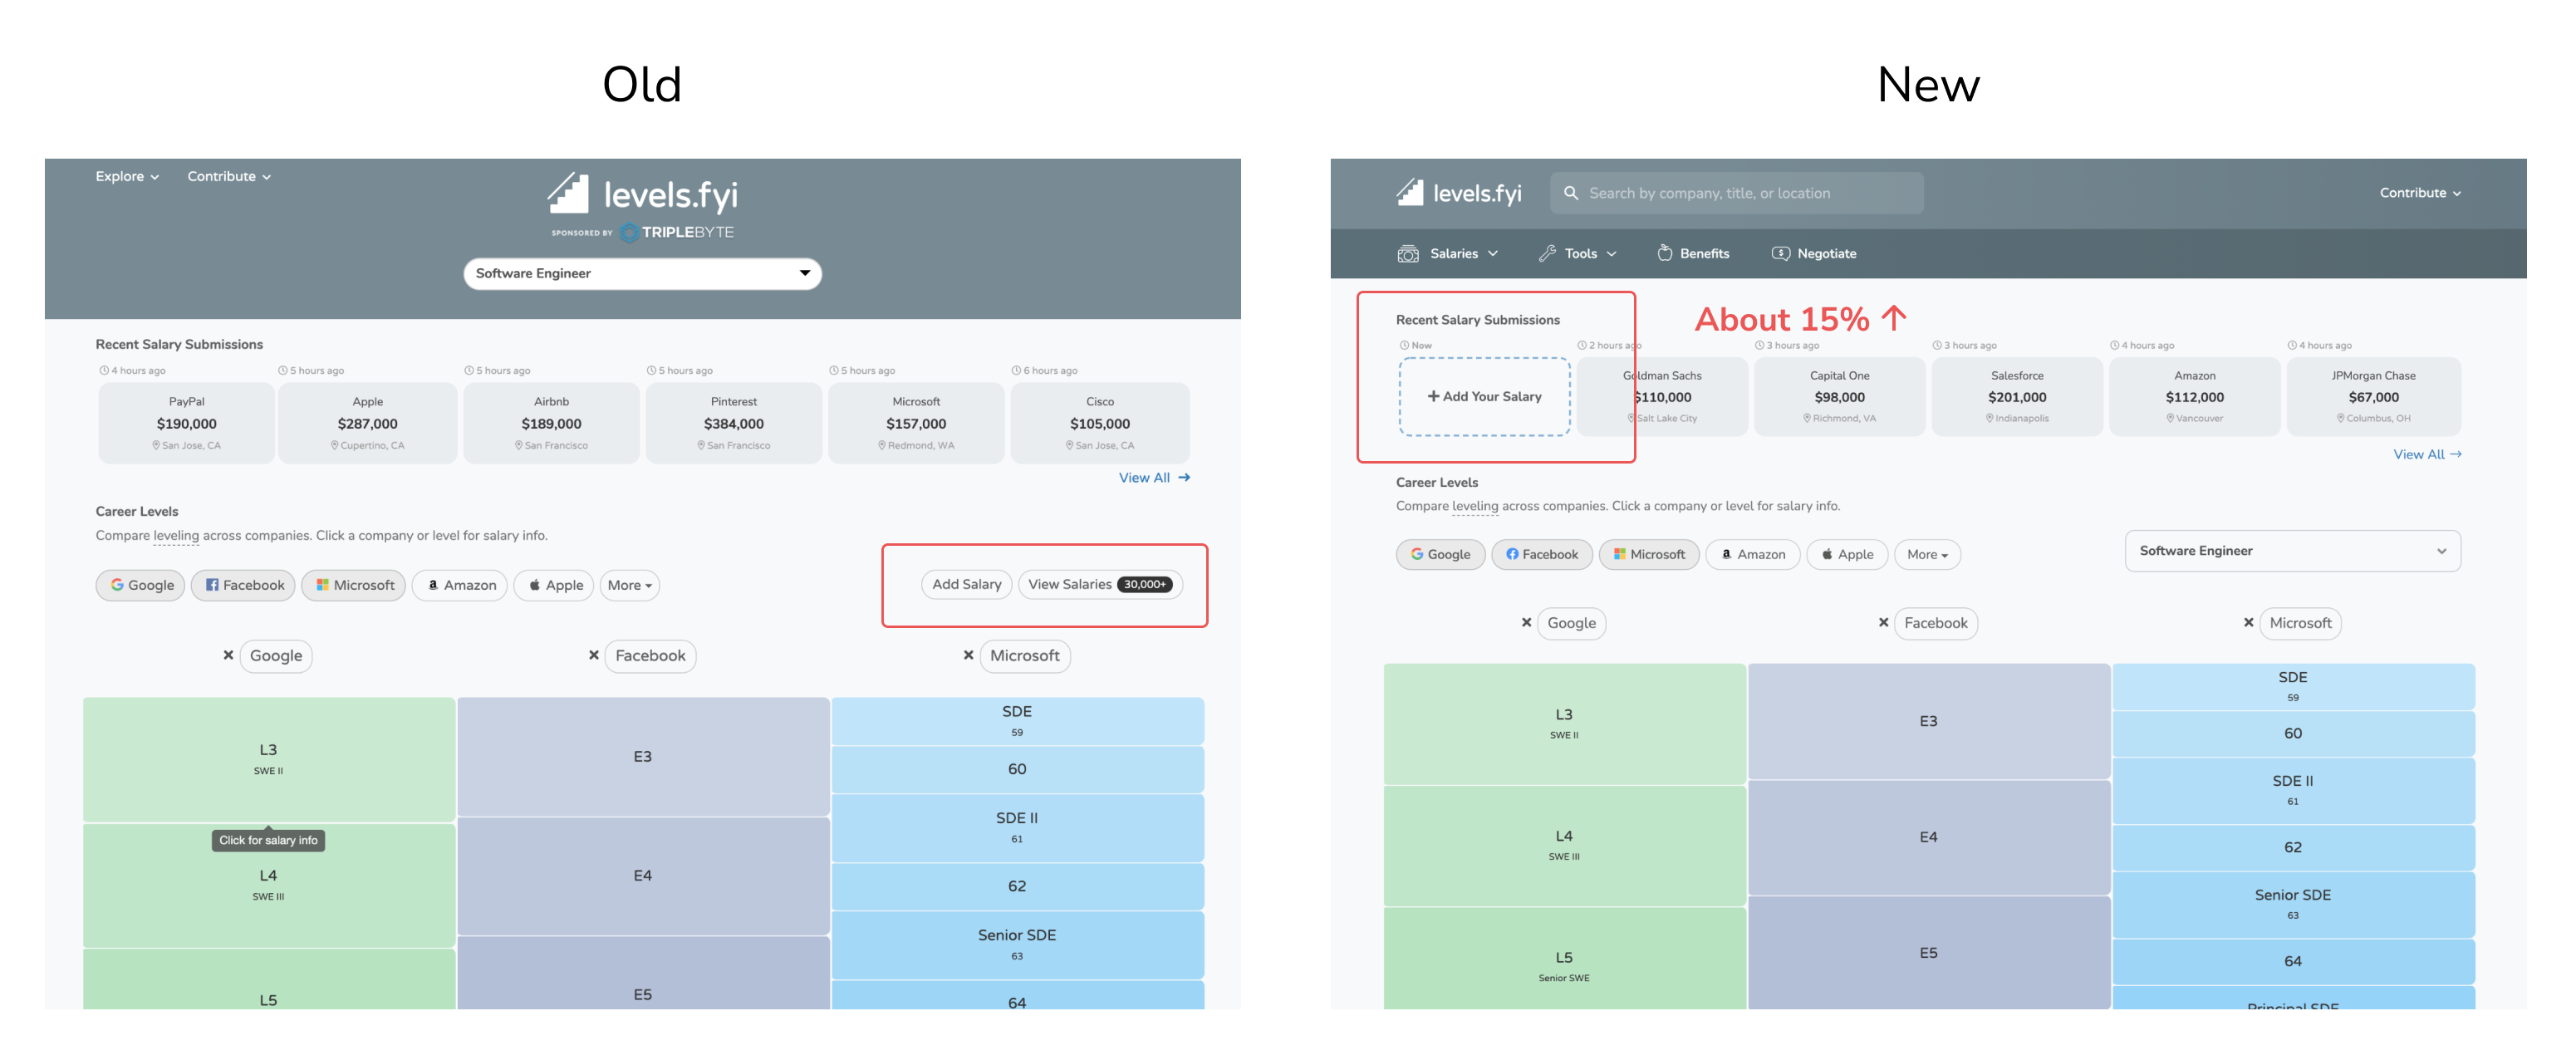 Old
Explore
Contribute
levels.fyi
SPONSORED BY TRIPLEBYTE
Software Engineer
Recent Salary Submissions
4 hours ago
5 hours ago
5 hours ago
5 hours ago
5 hours ago
6 hours ago
PayPal
$190,000
San Jose, CA
Apple
$287,000
Cupertino, CA
Airbnb
$189,000
San Francisco
Pinterest
$384,000
San Francisco
Microsoft
$157,000
Redmond, WA
Cisco
$105,000
San Jose, CA
View All →
Career Levels
Compare leveling across companies. Click a company or level for salary info.
Google
Facebook
Microsoft
Amazon
Apple
More
Add Salary
View Salaries 30,000+
× Google
× Facebook
× Microsoft
L3
SWE II
Click for salary info
L4
SWE III
L5
E3
E4
E5
SDE
59
60
SDE II
61
62
Senior SDE
63
64
New
levels.fyi
Search by company, title, or location
Contribute
Salaries
Tools
Benefits
Negotiate
Recent Salary Submissions
About 15% ↑
Now
2 hours ago
3 hours ago
3 hours ago
4 hours ago
4 hours ago
+ Add Your Salary
Goldman Sachs
$110,000
Salt Lake City
Capital One
$98,000
Richmond, VA
Salesforce
$201,000
Indianapolis
Amazon
$112,000
Vancouver
JPMorgan Chase
$67,000
Columbus, OH
View All →
Career Levels
Compare leveling across companies. Click a company or level for salary info.
Google
Facebook
Microsoft
Amazon
Apple
More
Software Engineer
× Google
× Facebook
× Microsoft
L3
SWE II
L4
SWE III
L5
Senior SWE
E3
E4
E5
SDE
59
60
SDE II
61
62
Senior SDE
63
64
Principal SDE